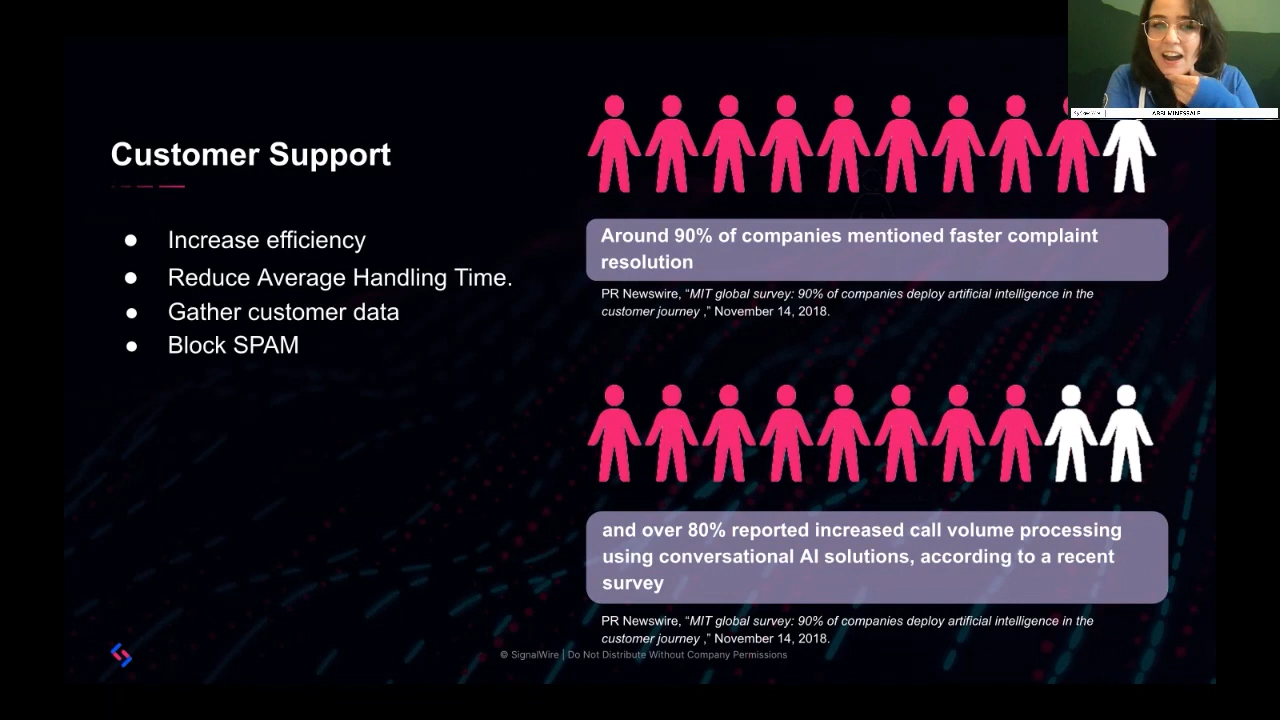 SignalWire
ABBI MINESSALE
Customer Support
● Increase efficiency
● Reduce Average Handling Time.
● Gather customer data
● Block SPAM
Around 90% of companies mentioned faster complaint
resolution
PR Newswire, “MIT global survey: 90% of companies deploy artificial intelligence in the
customer journey ,” November 14, 2018.
and over 80% reported increased call volume processing
using conversational AI solutions, according to a recent
survey
PR Newswire, “MIT global survey: 90% of companies deploy artificial intelligence in the
customer journey ,” November 14, 2018.
© SignalWire | Do Not Distribute Without Company Permissions